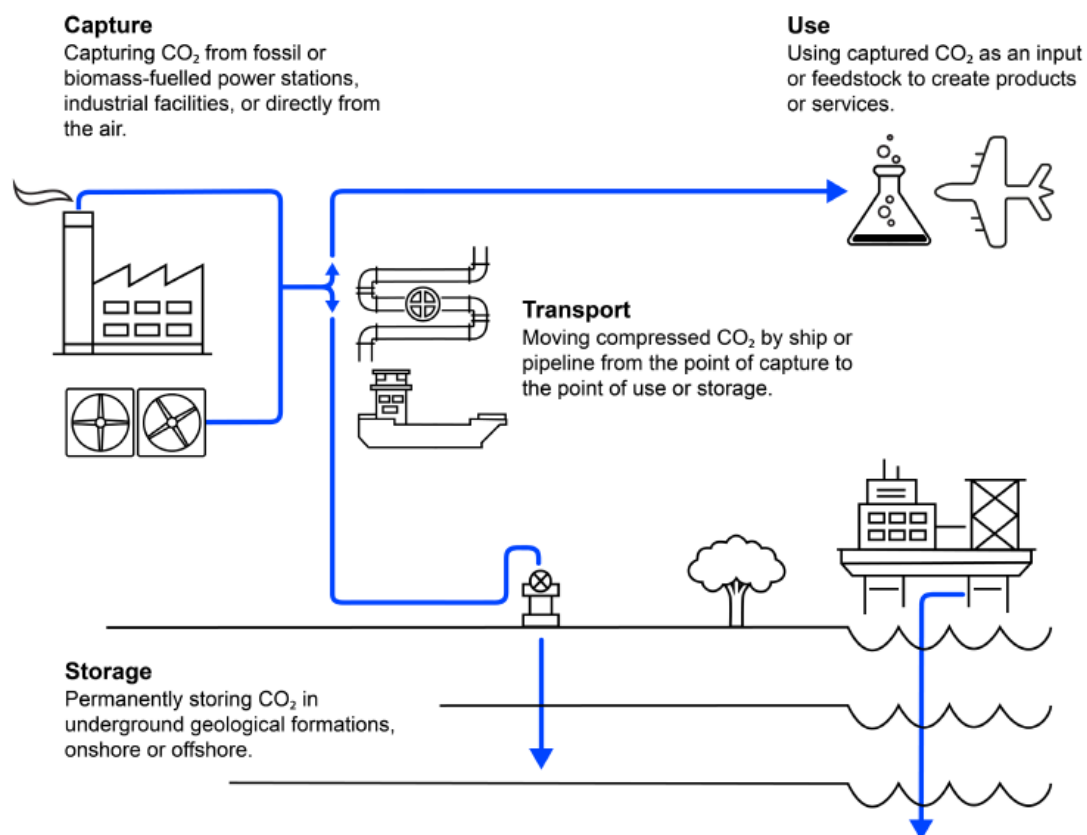 Capture
Capturing CO₂ from fossil or
biomass-fuelled power stations,
industrial facilities, or directly from
the air.
Use
Using captured CO₂ as an input
or feedstock to create products
or services.
Transport
Moving compressed CO₂ by ship or
pipeline from the point of capture to
the point of use or storage.
Storage
Permanently storing CO₂ in
underground geological formations,
onshore or offshore.